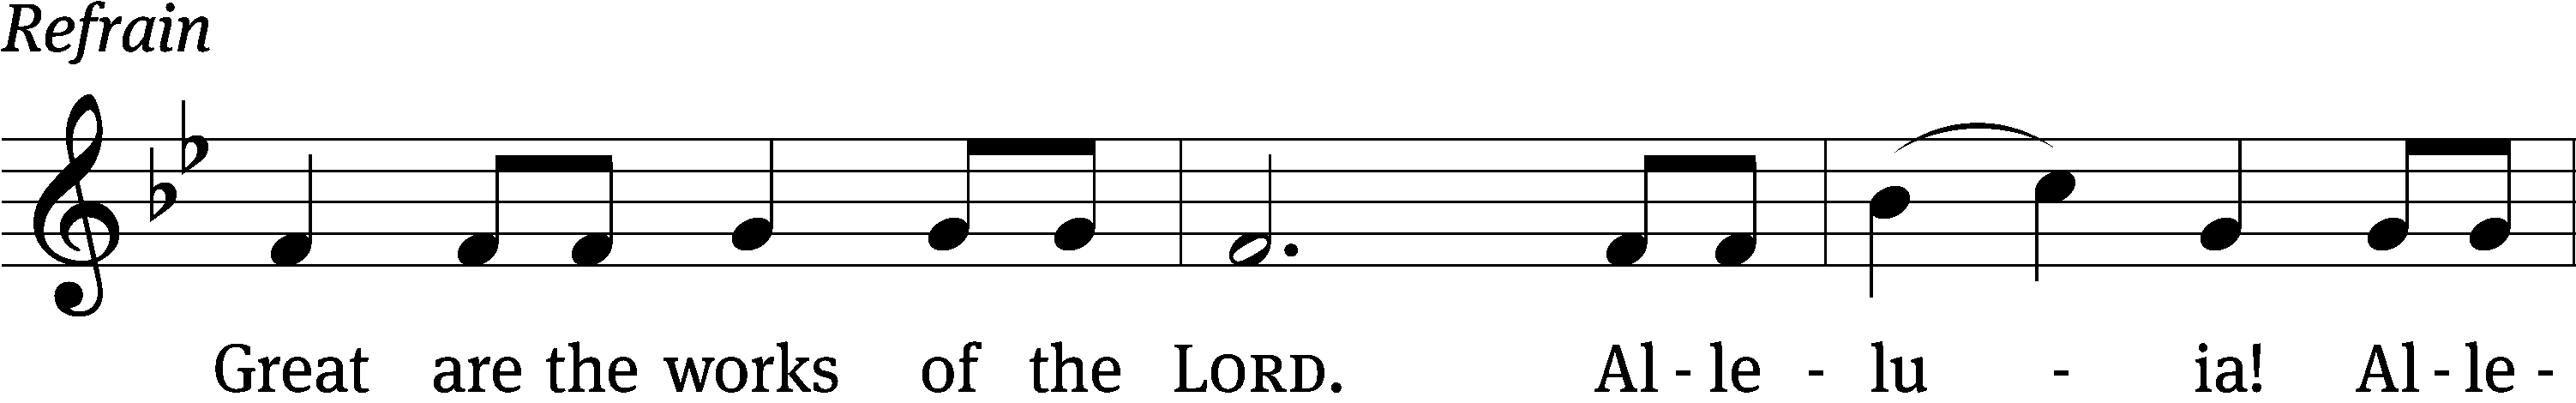 Refrain
Great are the works of the LORD. Al - le - lu - ia! Al - le -